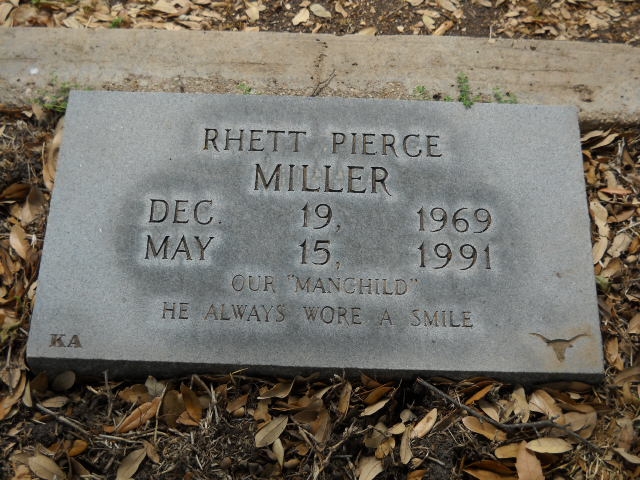 RHETT PIERCE
MILLER
DEC. 19, 1969
MAY 15, 1991
OUR "MANCHILD"
HE ALWAYS WORE A SMILE
KA